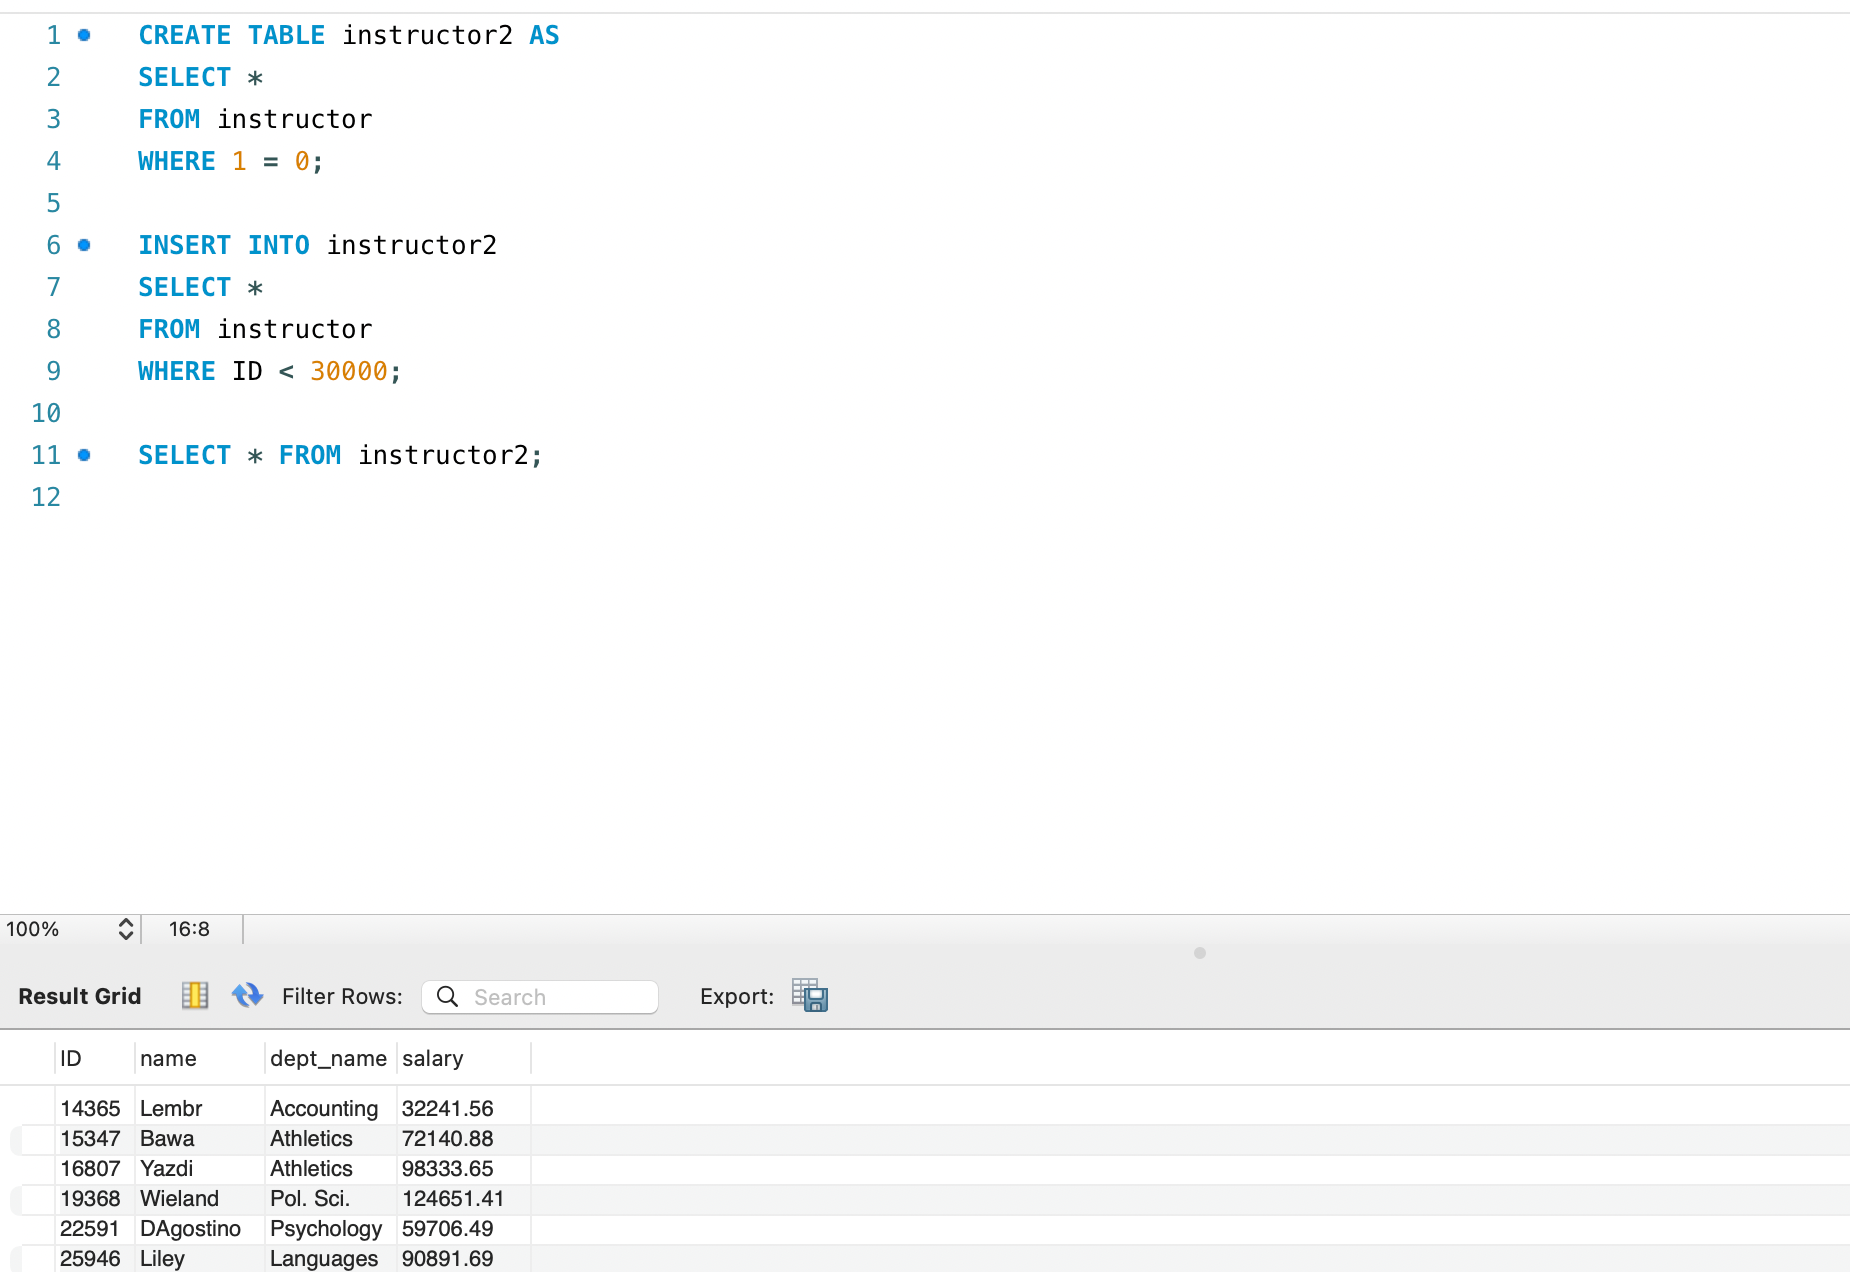 1 CREATE TABLE instructor2 AS
2 SELECT *
3 FROM instructor
4 WHERE 1 = 0;
5
6 INSERT INTO instructor2
7 SELECT *
8 FROM instructor
9 WHERE ID < 30000;
10
11 SELECT * FROM instructor2;
12
100% 16:8
Result Grid Filter Rows: Search Export:
ID name dept_name salary
14365 Lembr Accounting 32241.56
15347 Bawa Athletics 72140.88
16807 Yazdi Athletics 98333.65
19368 Wieland Pol. Sci. 124651.41
22591 DAgostino Psychology 59706.49
25946 Liley Languages 90891.69